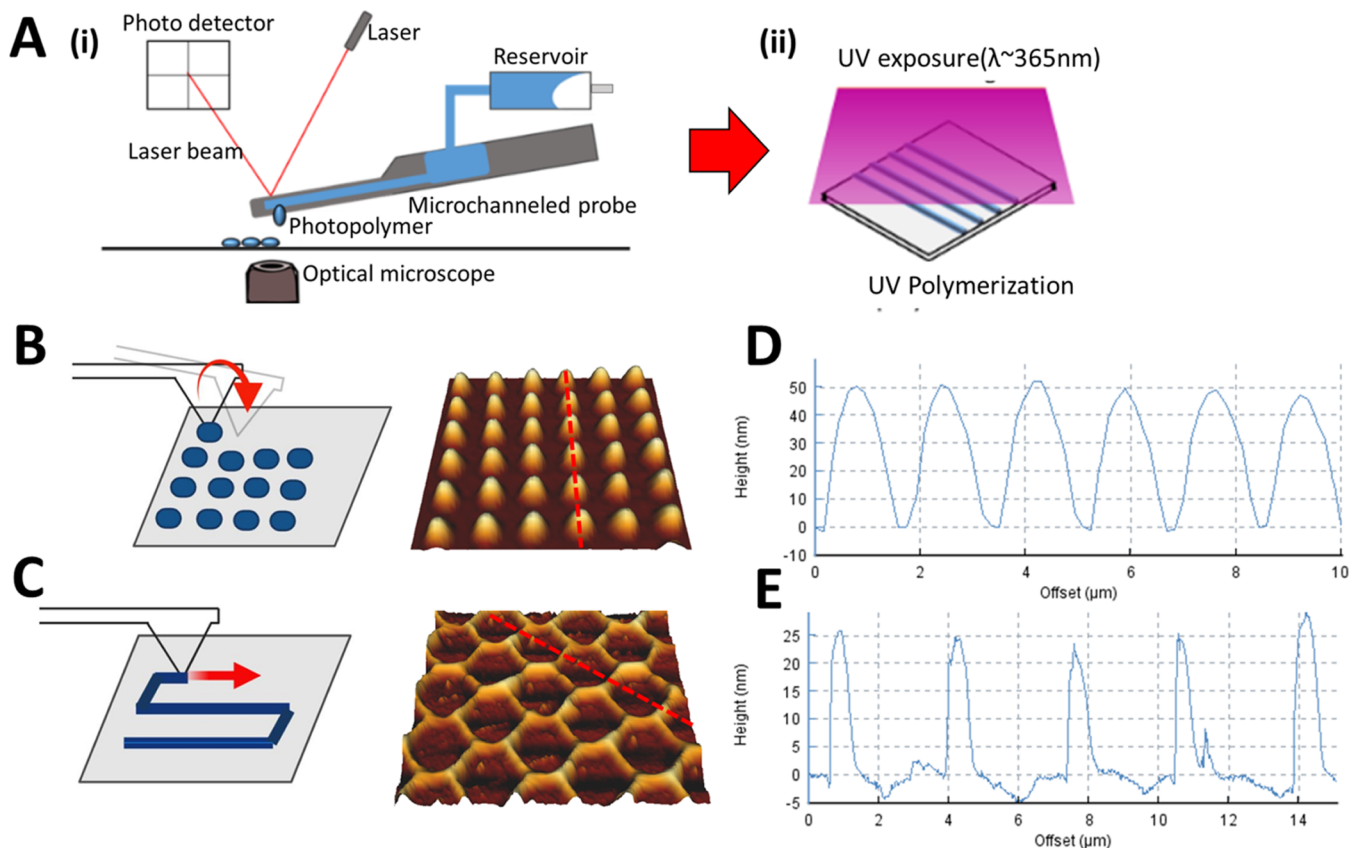 A
(i)
Photo detector
Laser
Reservoir
Laser beam
Microchanneled probe
Photopolymer
Optical microscope
(ii)
UV exposure(λ~365nm)
UV Polymerization
B
C
D
Height (nm)
50
40
30
20
10
0
-10
0 2 4 6 8 10
Offset (μm)
E
Height (nm)
25
20
15
10
5
0
-5
0 2 4 6 8 10 12 14
Offset (μm)